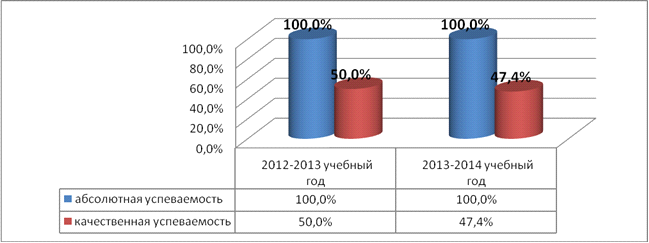 100,0%
100,0%
50,0%
47,4%
100,0%
80,0%
60,0%
40,0%
20,0%
0,0%
2012-2013 учебный год
2013-2014 учебный год
абсолютная успеваемость 100,0% 100,0%
качественная успеваемость 50,0% 47,4%